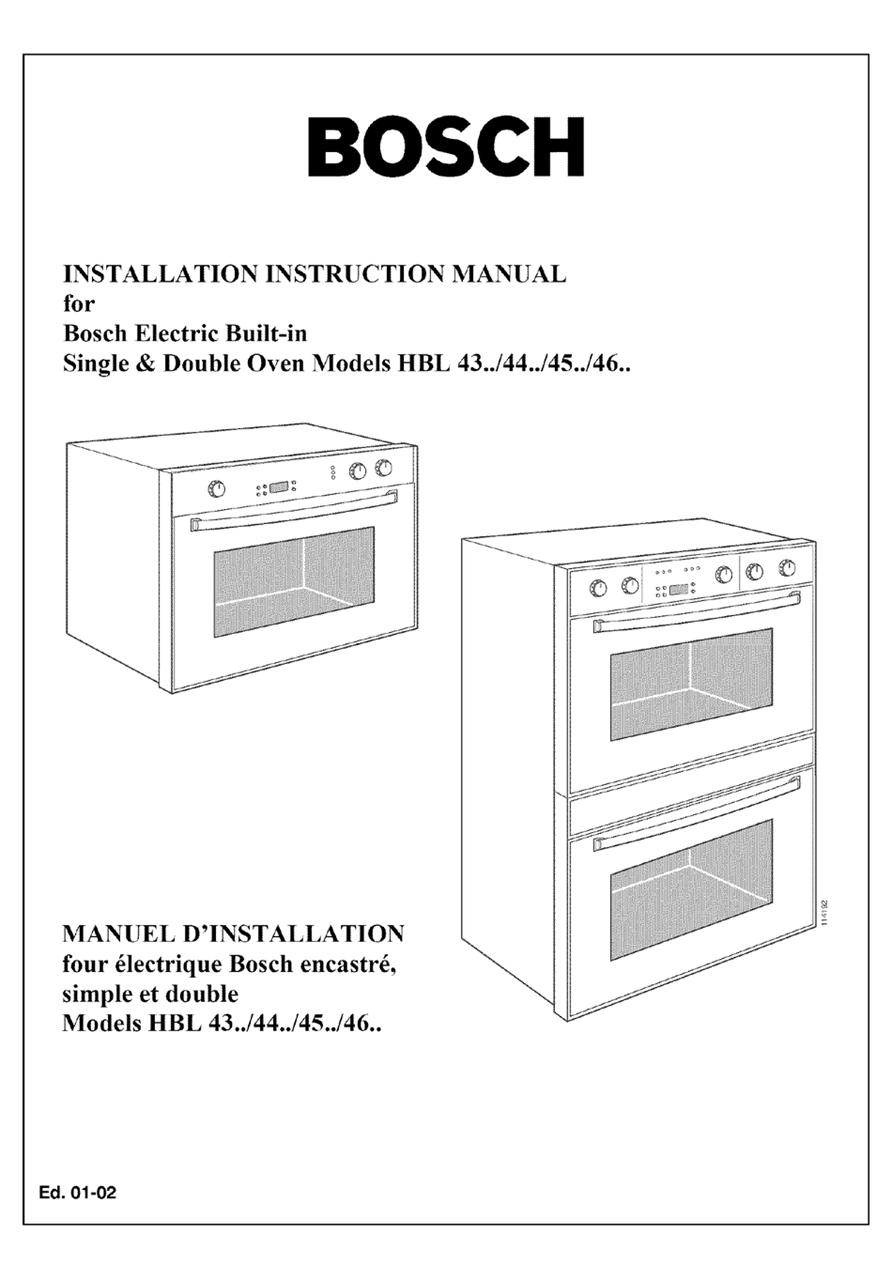 BOSCH
INSTALLATION INSTRUCTION MANUAL
for
Bosch Electric Built-in
Single & Double Oven Models HBL 43../44../45../46..
114192
MANUEL D’INSTALLATION
four électrique Bosch encastré,
simple et double
Models HBL 43../44../45../46..
Ed. 01-02